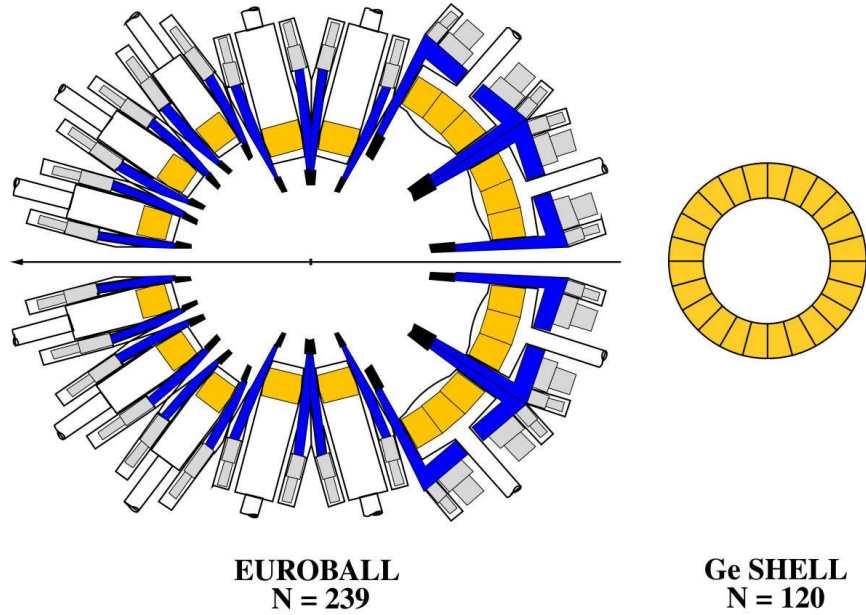 EUROBALL
N = 239
Ge SHELL
N = 120